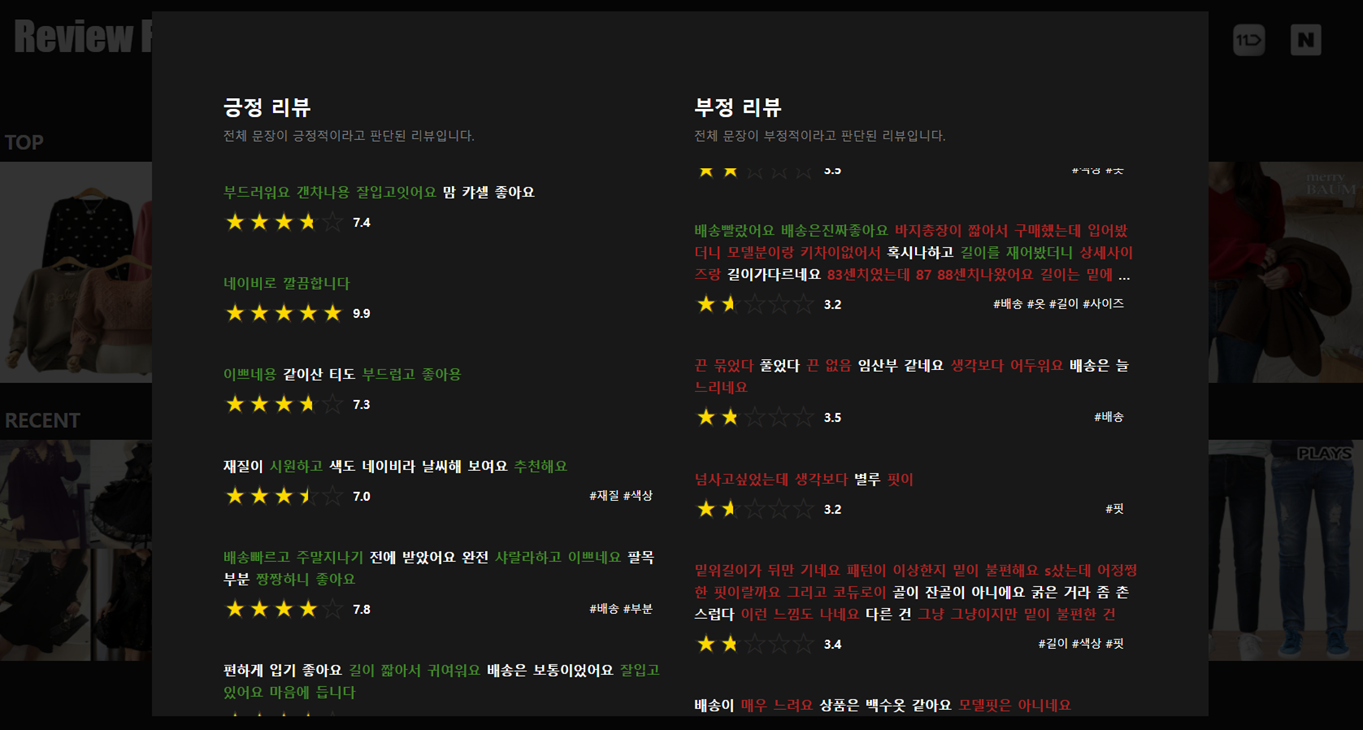 Review
11
N
TOP
RECENT
merry
BAUM
PLAYS
긍정 리뷰
전체 문장이 긍정적이라고 판단된 리뷰입니다.
부드러워요 갠차나용 잘입고잇어요 맘 캬셀 좋아요
7.4
네이비로 깔끔합니다
9.9
이쁘네용 같이산 티도 부드럽고 좋아용
7.3
재질이 시원하고 색도 네이비라 날씨해 보여요 추천해요
7.0
#재질 #색상
배송빠르고 주말지나기 전에 받았어요 완전 샤랄라하고 이쁘네요 팔목
부분 짱짱하니 좋아요
7.8
#배송 #부분
편하게 입기 좋아요 길이 짧아서 귀여워요 배송은 보통이었어요 잘입고
있어요 마음에 듭니다
부정 리뷰
전체 문장이 부정적이라고 판단된 리뷰입니다.
3.5
#색상 #옷
배송빨랐어요 배송은진짜좋아요 바지총장이 짧아서 구매했는데 입어봤
더니 모델분이랑 키차이없어서 혹시나하고 길이를 재어봤더니 상세사이
즈랑 길이가다르네요 83센치였는데 87 88센치나왔어요 길이는 밑에 ...
3.2
#배송 #옷 #길이 #사이즈
끈 묶었다 풀었다 끈 없음 임산부 같네요 생각보다 어두워요 배송은 늘
느리네요
3.5
#배송
넘사고싶었는데 생각보다 별루 핏이
3.2
#핏
밑위길이가 뒤만 기네요 패턴이 이상한지 밑이 불편해요 s샀는데 어정쩡
한 핏이랄까요 그리고 코듀로이 골이 잔골이 아니에요 굵은 거라 좀 촌
스럽다 이런 느낌도 나네요 다른 건 그냥 그냥이지만 밑이 불편한 건
3.4
#길이 #색상 #핏
배송이 매우 느려요 상품은 백수옷 같아요 모델핏은 아니네요